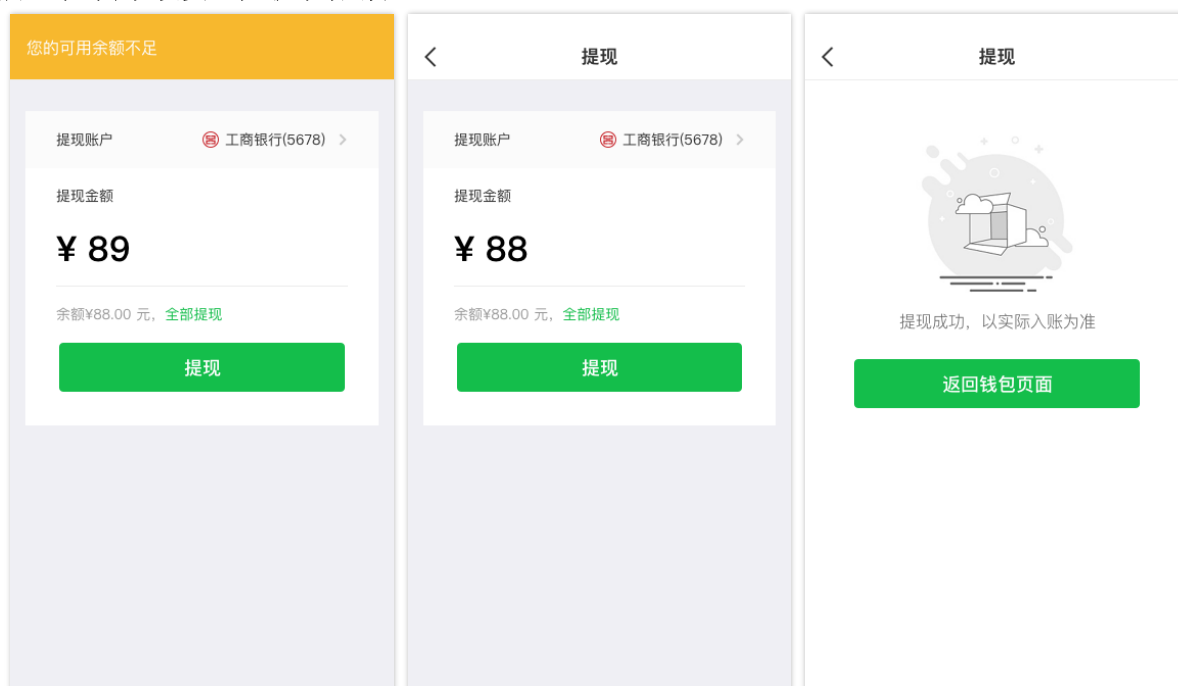 您的可用余额不足
提现账户
工商银行(5678)
提现金额
¥ 89
余额¥88.00 元, 全部提现
提现
提现
提现账户
工商银行(5678)
提现金额
¥ 88
余额¥88.00 元, 全部提现
提现
提现
提现成功, 以实际入账为准
返回钱包页面